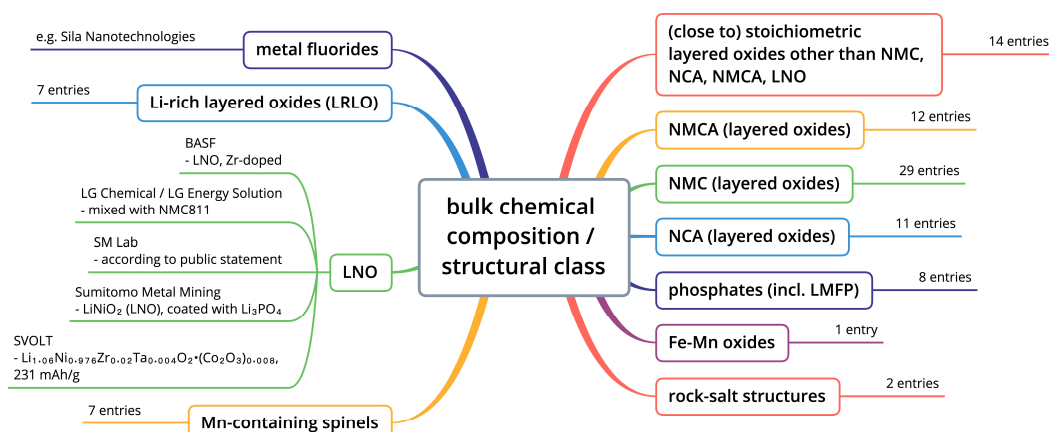 e.g. Sila Nanotechnologies
metal fluorides
7 entries
Li-rich layered oxides (LRLO)
BASF
- LNO, Zr-doped
LG Chemical / LG Energy Solution
- mixed with NMC811
SM Lab
- according to public statement
Sumitomo Metal Mining
- LiNiO₂ (LNO), coated with Li₃PO₄
SVOLT
- Li₁.₀₆Ni₀.₉₇₆Zr₀.₀₂Ta₀.₀₀₄O₂•(Co₂O₃)₀.₀₀₈,
231 mAh/g
LNO
7 entries
Mn-containing spinels
bulk chemical
composition /
structural class
(close to) stoichiometric
layered oxides other than NMC,
NCA, NMCA, LNO
14 entries
NMCA (layered oxides)
12 entries
NMC (layered oxides)
29 entries
NCA (layered oxides)
11 entries
phosphates (incl. LMFP)
8 entries
Fe-Mn oxides
1 entry
rock-salt structures
2 entries